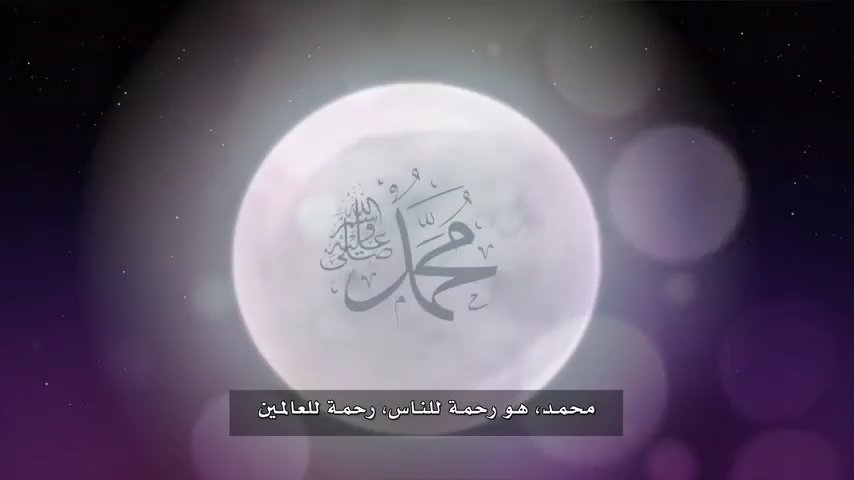 محمد
صلى الله عليه وسلم
محمد، هو رحمة للناس، رحمة للعالمين